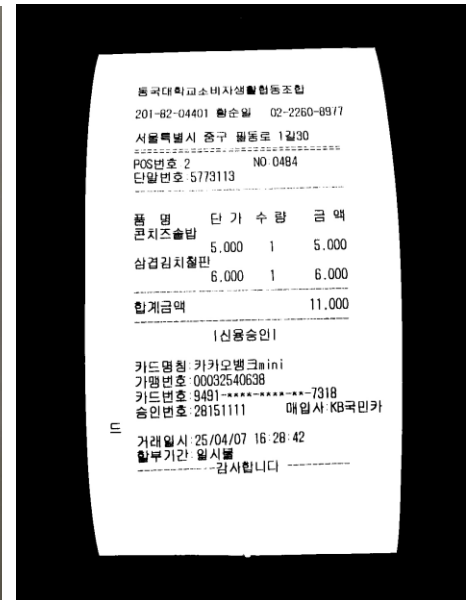 동국대학교소비자생활협동조합
201-82-04401 황순일 02-2260-8977
서울특별시 중구 필동로 1길30
POS번호 2 NO:0484
단말번호:5773113
품 명 단 가 수 량 금 액
콘치즈솥밥
5,000 1 5,000
삼겹김치철판
6,000 1 6,000
합계금액 11,000
[신용승인]
카드명칭:카카오뱅크mini
가맹번호:00032540638
카드번호:9491-****-****-**-7318
승인번호:28151111 매입사:KB국민카
드
거래일시:25/04/07 16:28:42
할부기간:일시불
------------감사합니다 ----------